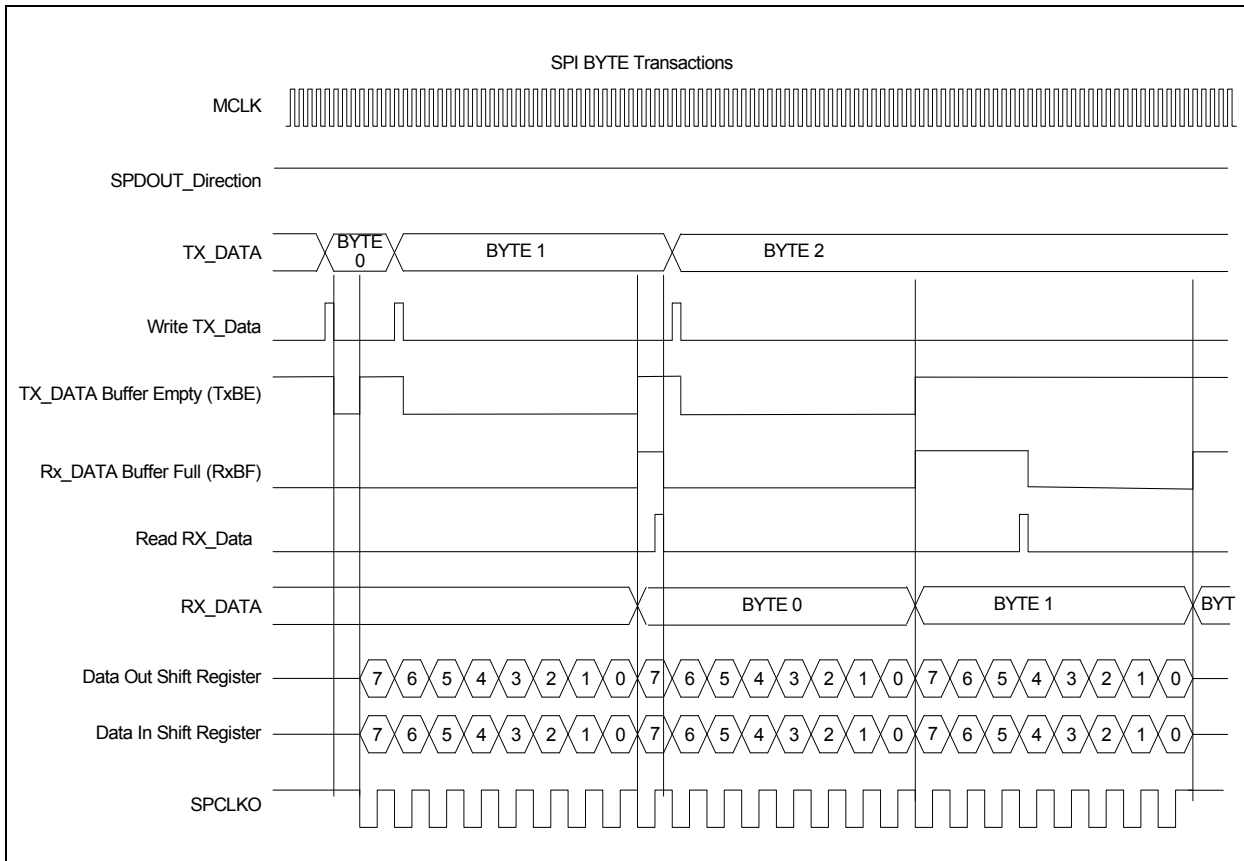 SPI BYTE Transactions
MCLK
SPDOUT_Direction
TX_DATA
BYTE
0
BYTE 1
BYTE 2
Write TX_Data
TX_DATA Buffer Empty (TxBE)
Rx_DATA Buffer Full (RxBF)
Read RX_Data
RX_DATA
BYTE 0
BYTE 1
BYT
Data Out Shift Register
7 6 5 4 3 2 1 0 7 6 5 4 3 2 1 0 7 6 5 4 3 2 1 0
Data In Shift Register
7 6 5 4 3 2 1 0 7 6 5 4 3 2 1 0 7 6 5 4 3 2 1 0
SPCLKO